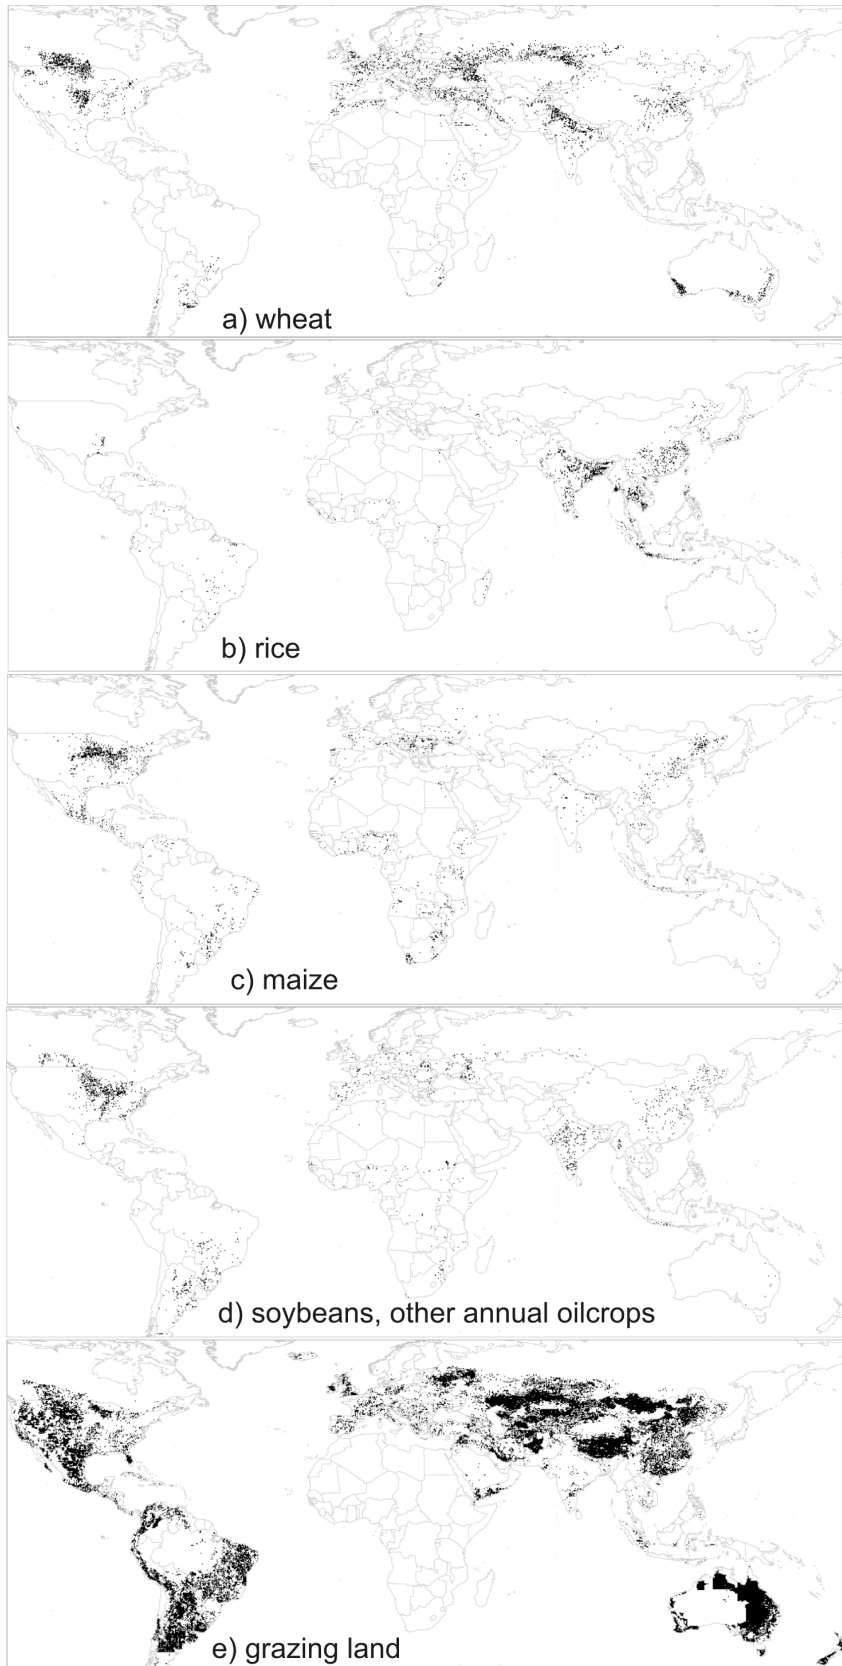 a) wheat
b) rice
c) maize
d) soybeans, other annual oilcrops
e) grazing land